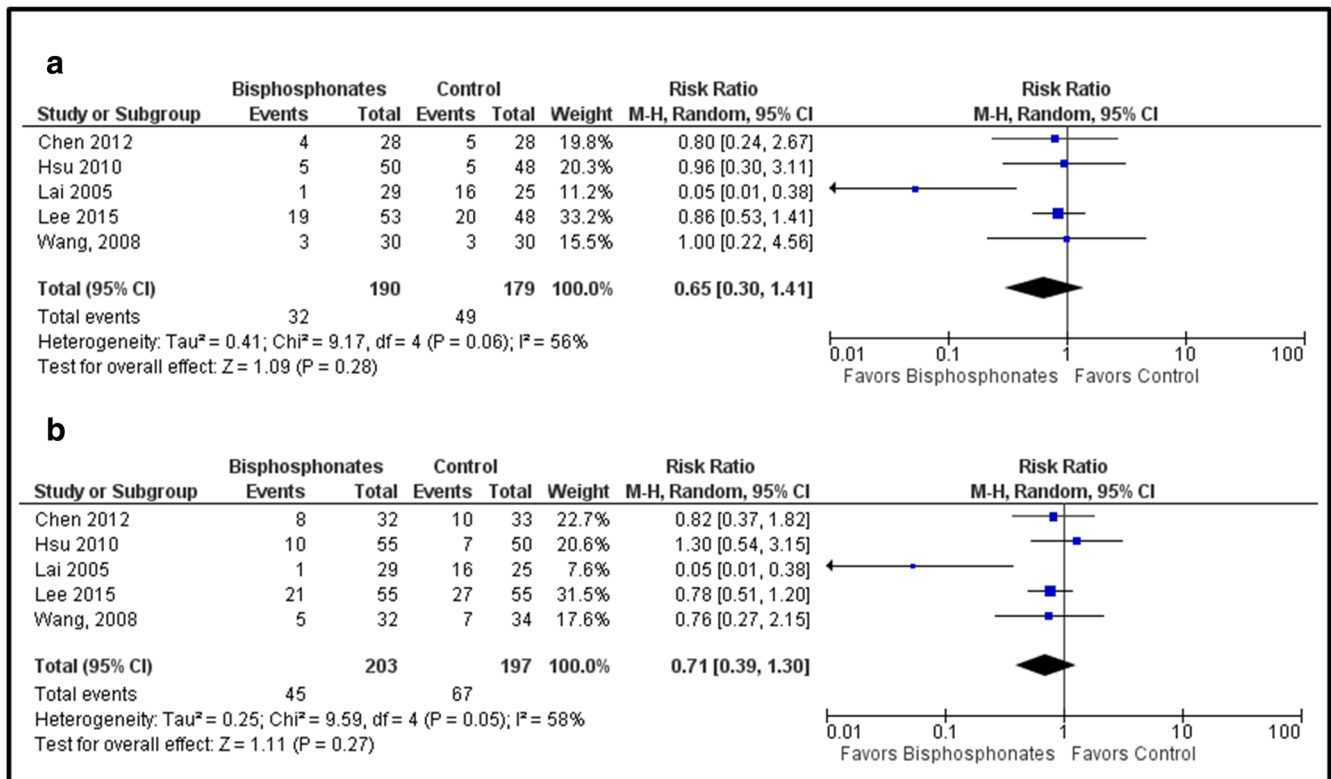 a
Bisphosphonates Control Risk Ratio Risk Ratio
Study or Subgroup Events Total Events Total Weight M-H, Random, 95% CI M-H, Random, 95% CI
Chen 2012 4 28 5 28 19.8% 0.80 [0.24, 2.67]
Hsu 2010 5 50 5 48 20.3% 0.96 [0.30, 3.11]
Lai 2005 1 29 16 25 11.2% 0.05 [0.01, 0.38]
Lee 2015 19 53 20 48 33.2% 0.86 [0.53, 1.41]
Wang, 2008 3 30 3 30 15.5% 1.00 [0.22, 4.56]
Total (95% CI) 190 179 100.0% 0.65 [0.30, 1.41]
Total events 32 49
Heterogeneity: Tau² = 0.41; Chi² = 9.17, df = 4 (P = 0.06); I² = 56%
Test for overall effect: Z = 1.09 (P = 0.28)
0.01 0.1 1 10 100
Favors Bisphosphonates Favors Control
b
Bisphosphonates Control Risk Ratio Risk Ratio
Study or Subgroup Events Total Events Total Weight M-H, Random, 95% CI M-H, Random, 95% CI
Chen 2012 8 32 10 33 22.7% 0.82 [0.37, 1.82]
Hsu 2010 10 55 7 50 20.6% 1.30 [0.54, 3.15]
Lai 2005 1 29 16 25 7.6% 0.05 [0.01, 0.38]
Lee 2015 21 55 27 55 31.5% 0.78 [0.51, 1.20]
Wang, 2008 5 32 7 34 17.6% 0.76 [0.27, 2.15]
Total (95% CI) 203 197 100.0% 0.71 [0.39, 1.30]
Total events 45 67
Heterogeneity: Tau² = 0.25; Chi² = 9.59, df = 4 (P = 0.05); I² = 58%
Test for overall effect: Z = 1.11 (P = 0.27)
0.01 0.1 1 10 100
Favors Bisphosphonates Favors Control